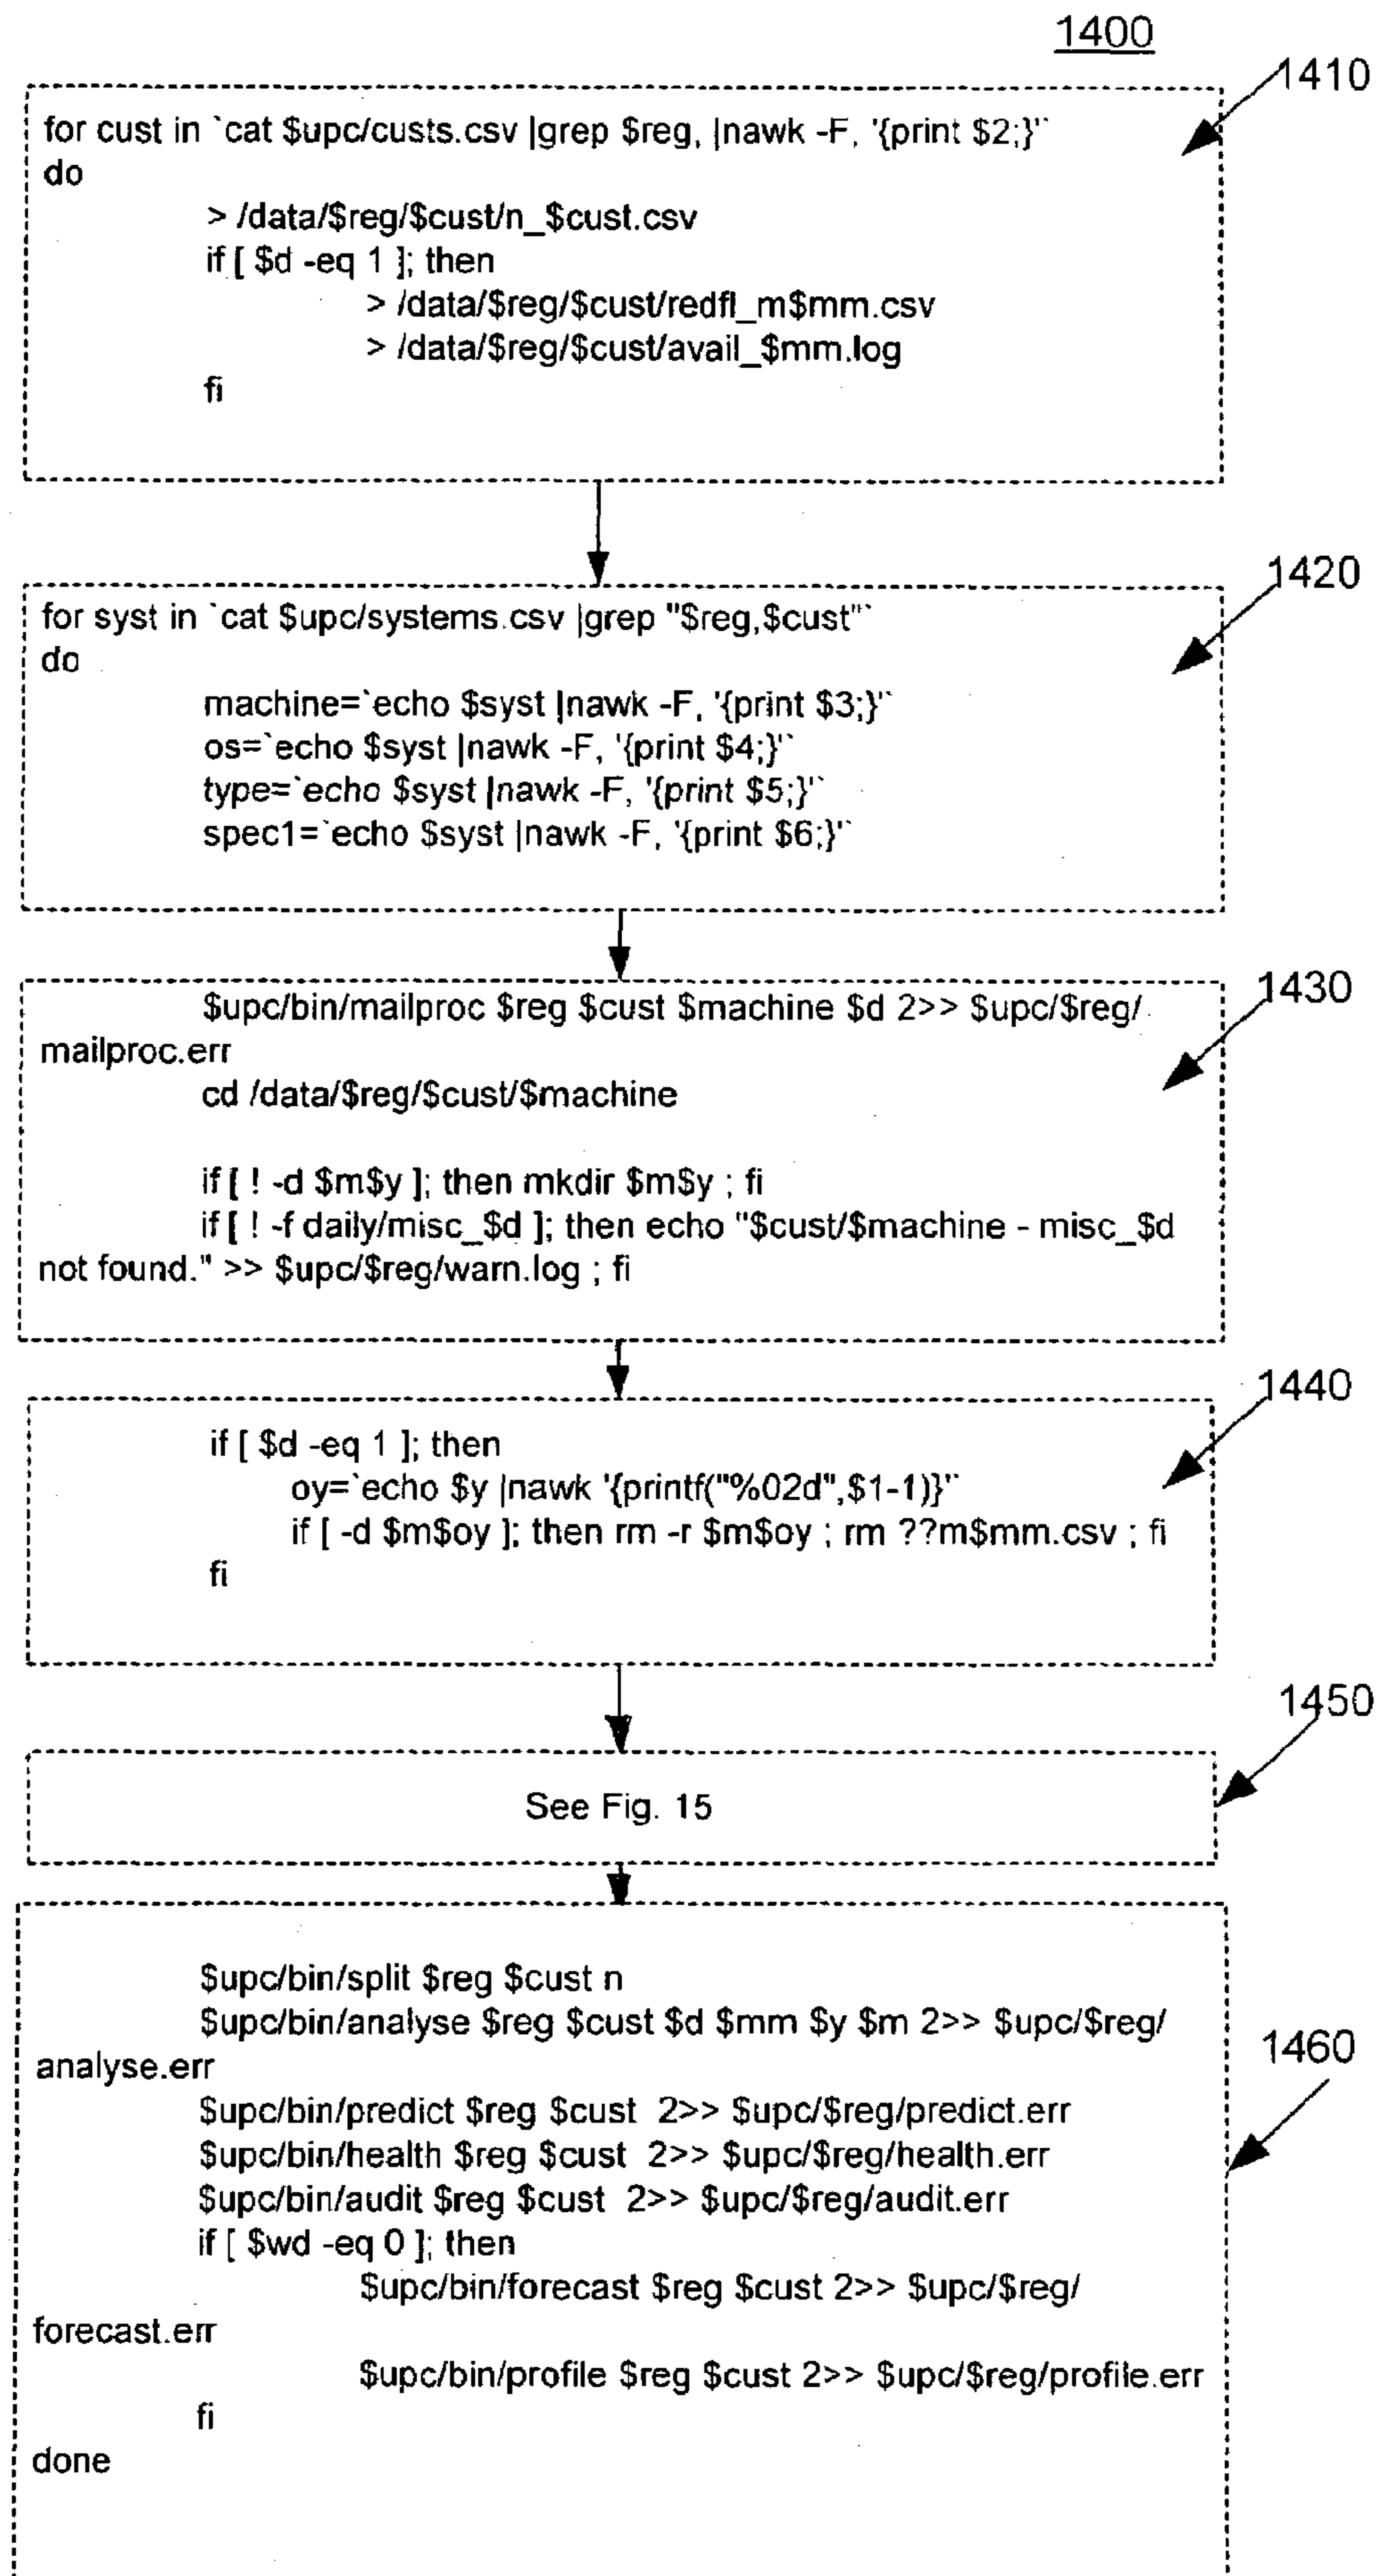 1400
1410
for cust in `cat $upc/custs.csv |grep $reg, |nawk -F, '{print $2;}'`
do
> /data/$reg/$cust/n_$cust.csv
if [ $d -eq 1 ]; then
> /data/$reg/$cust/redfl_m$mm.csv
> /data/$reg/$cust/avail_$mm.log
fi
1420
for syst in `cat $upc/systems.csv |grep "$reg,$cust"`
do
machine=`echo $syst |nawk -F, '{print $3;}'`
os=`echo $syst |nawk -F, '{print $4;}'`
type=`echo $syst |nawk -F, '{print $5;}'`
spec1=`echo $syst |nawk -F, '{print $6;}'`
1430
$upc/bin/mailproc $reg $cust $machine $d 2>> $upc/$reg/
mailproc.err
cd /data/$reg/$cust/$machine
if [ ! -d $m$y ]; then mkdir $m$y ; fi
if [ ! -f daily/misc_$d ]; then echo "$cust/$machine - misc_$d
not found." >> $upc/$reg/warn.log ; fi
1440
if [ $d -eq 1 ]; then
oy=`echo $y |nawk '{printf("%02d",$1-1)}'`
if [ -d $m$oy ]; then rm -r $m$oy ; rm ??m$mm.csv ; fi
fi
1450
See Fig. 15
1460
$upc/bin/split $reg $cust n
$upc/bin/analyse $reg $cust $d $mm $y $m 2>> $upc/$reg/
analyse.err
$upc/bin/predict $reg $cust  2>> $upc/$reg/predict.err
$upc/bin/health $reg $cust  2>> $upc/$reg/health.err
$upc/bin/audit $reg $cust  2>> $upc/$reg/audit.err
if [ $wd -eq 0 ]; then
$upc/bin/forecast $reg $cust 2>> $upc/$reg/
forecast.err
$upc/bin/profile $reg $cust 2>> $upc/$reg/profile.err
fi
done